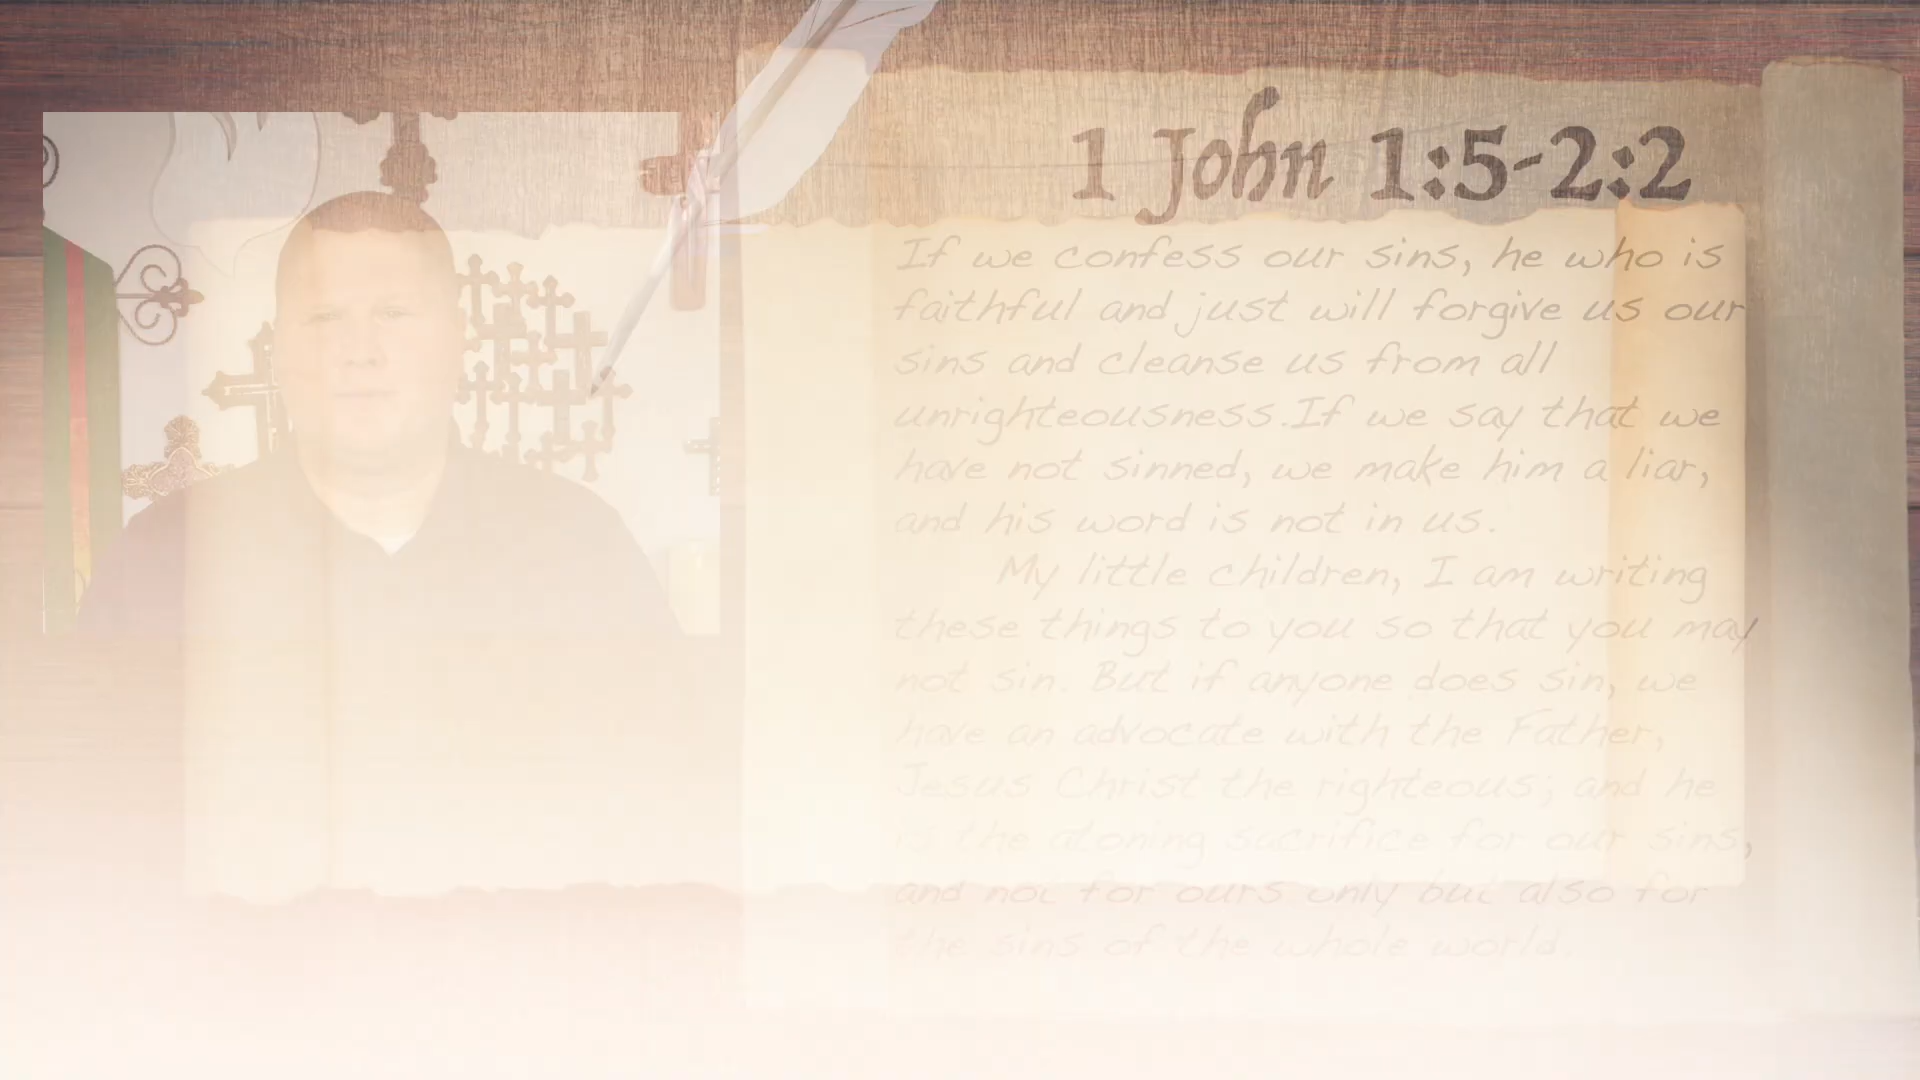 1 John 1:5-2:2
If we confess our sins, he who is
faithful and just will forgive us our
sins and cleanse us from all
unrighteousness.If we say that we
have not sinned, we make him a liar,
and his word is not in us.
My little children, I am writing
these things to you so that you may
not sin. But if anyone does sin, we
have an advocate with the Father,
Jesus Christ the righteous; and he
is the atoning sacrifice for our sins,
and not for ours only but also for
the sins of the whole world.